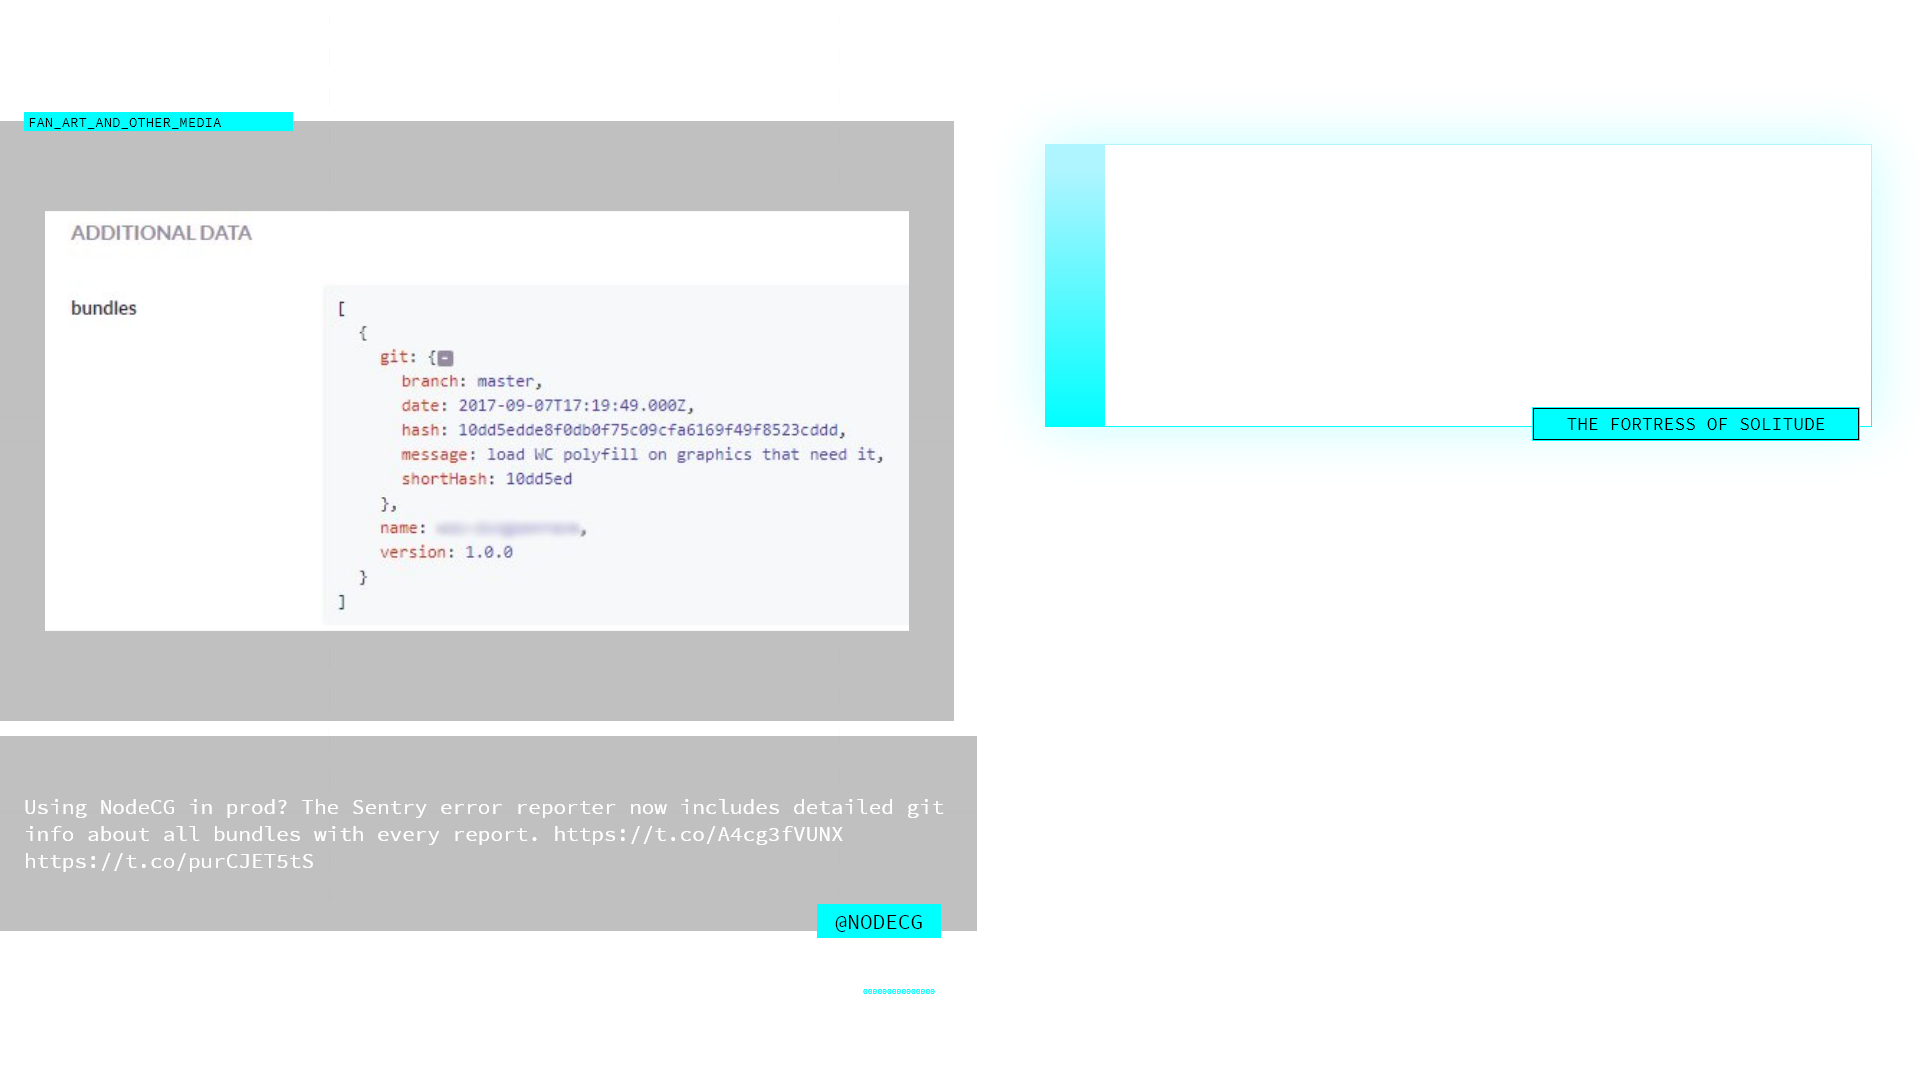 FAN_ART_AND_OTHER_MEDIA
ADDITIONAL DATA
bundles
[
{
git: {-
branch: master,
date: 2017-09-07T17:19:49.000Z,
hash: 10dd5edde8f0db0f75c09cfa6169f49f8523cddd,
message: load WC polyfill on graphics that need it,
shortHash: 10dd5ed
},
name: ,
version: 1.0.0
}
]
Using NodeCG in prod? The Sentry error reporter now includes detailed git
info about all bundles with every report. https://t.co/A4cg3fVUNX
https://t.co/purCJET5tS
@NODECG
THE FORTRESS OF SOLITUDE